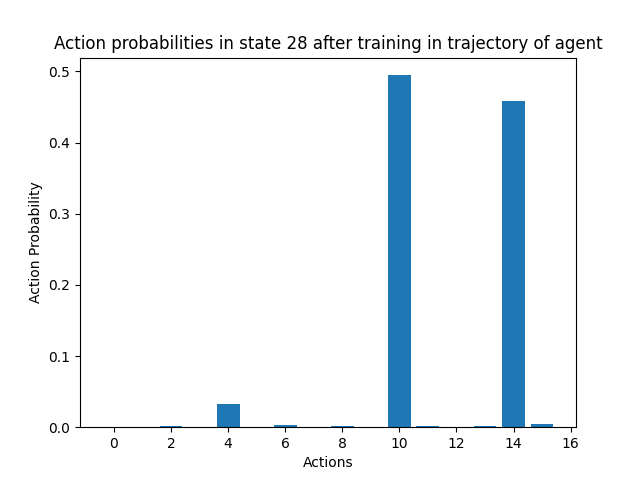 Action probabilities in state 28 after training in trajectory of agent
0.5
0.4
0.3
0.2
0.1
0.0
Action Probability
0 2 4 6 8 10 12 14 16
Actions